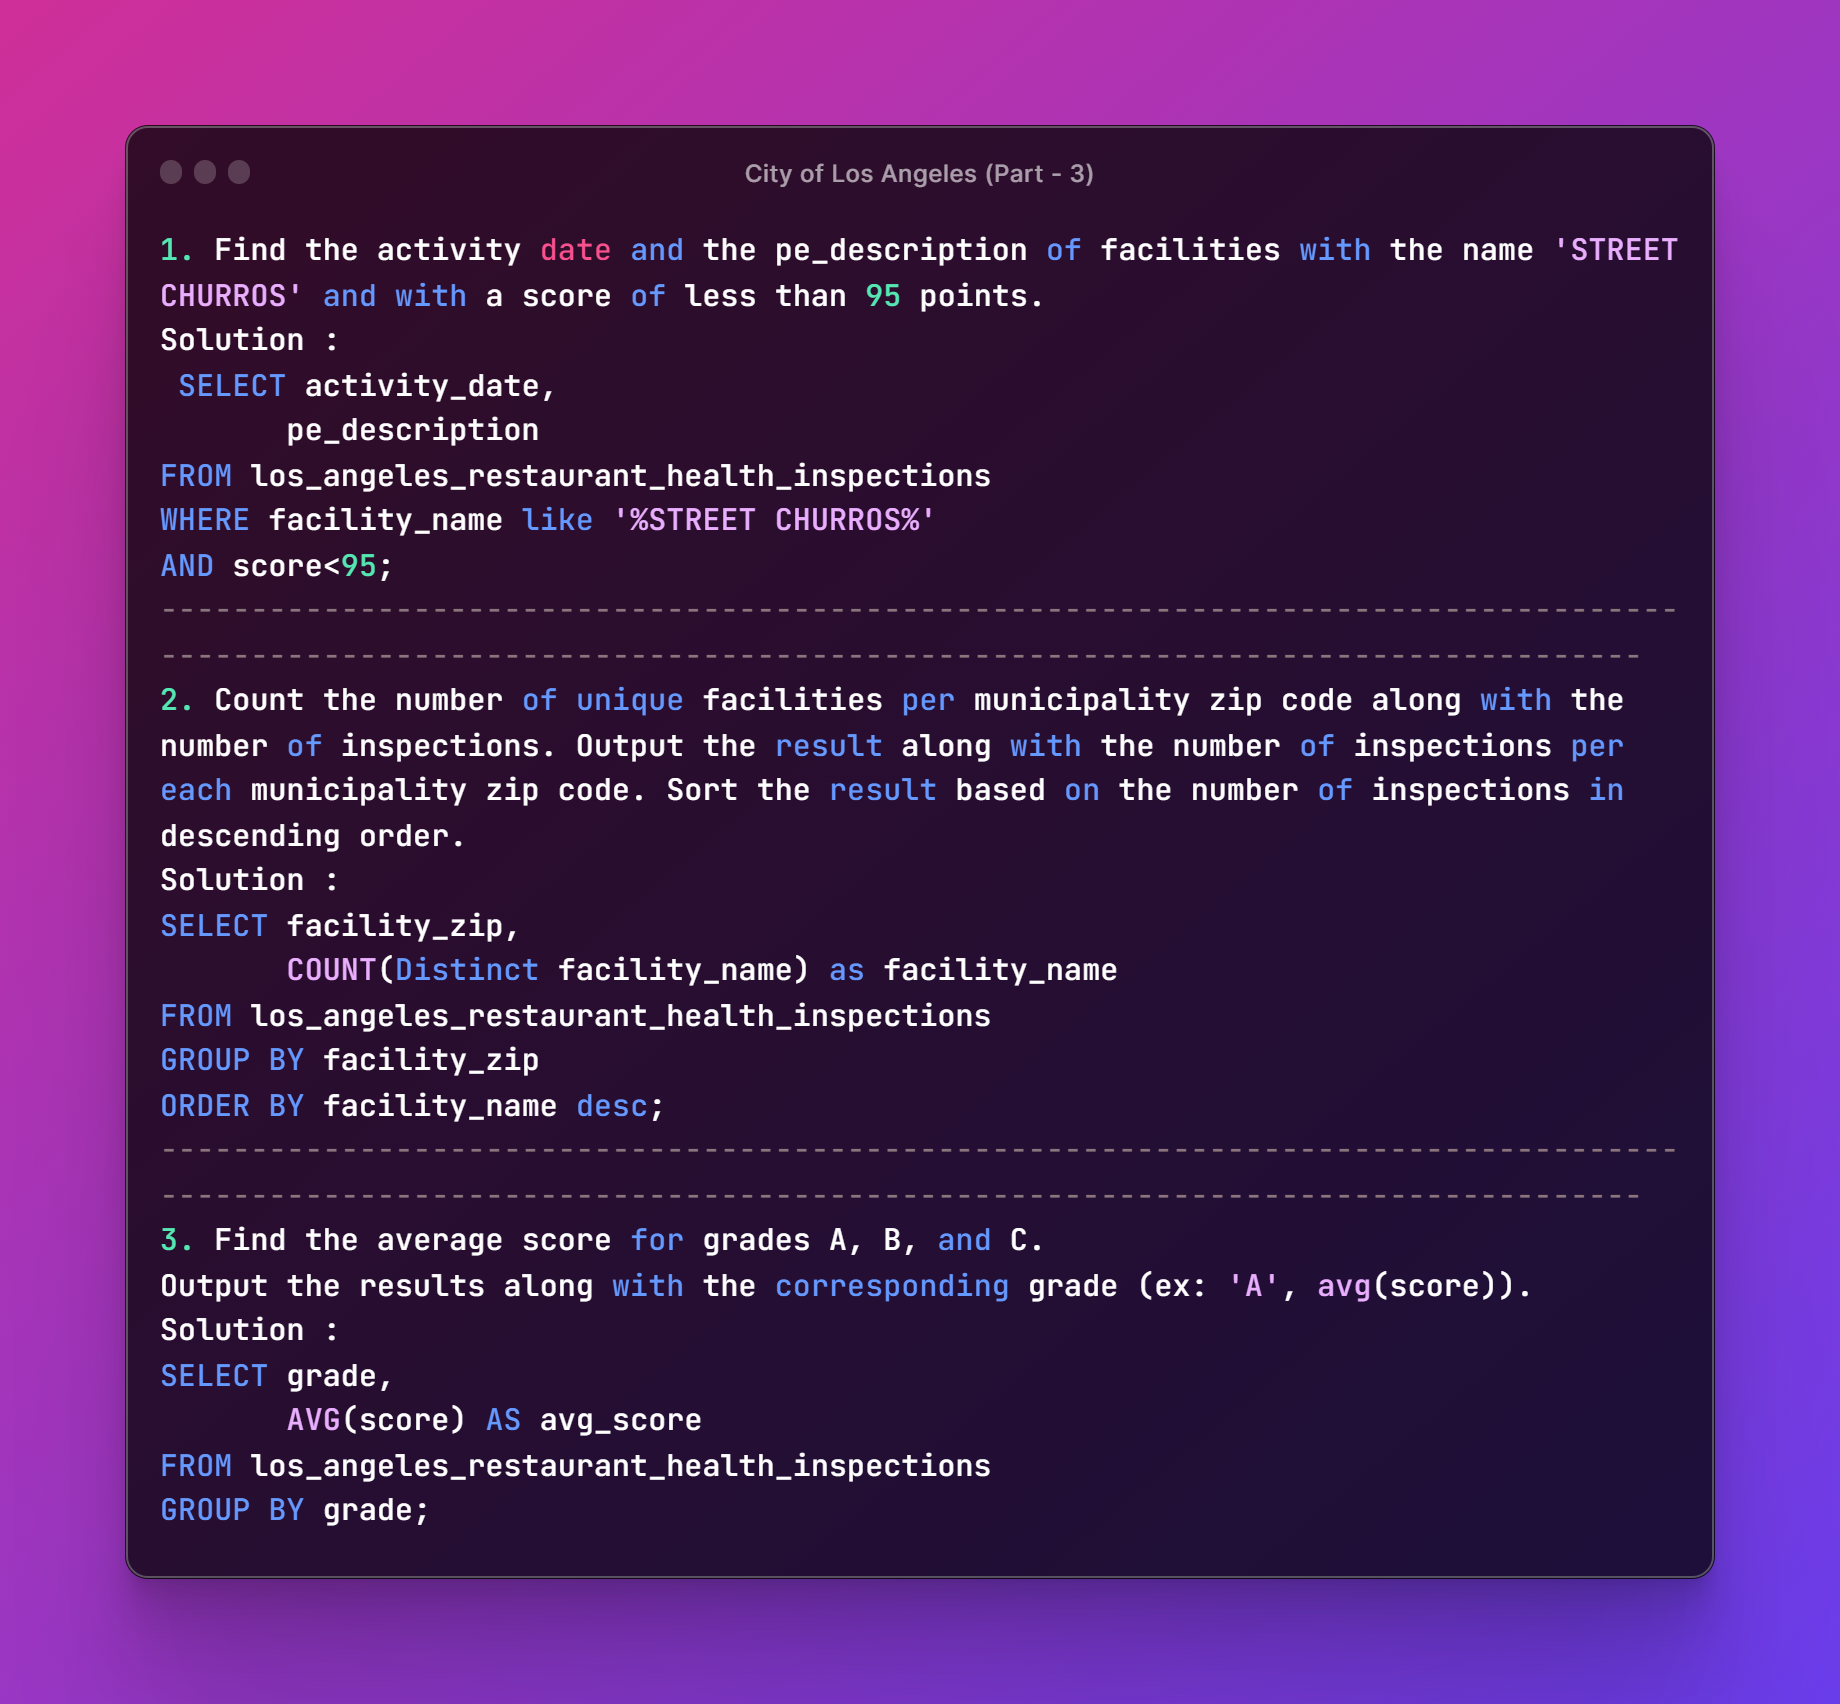 City of Los Angeles (Part - 3)
1. Find the activity date and the pe_description of facilities with the name 'STREET
CHURROS' and with a score of less than 95 points.
Solution :
 SELECT activity_date,
       pe_description
FROM los_angeles_restaurant_health_inspections
WHERE facility_name like '%STREET CHURROS%'
AND score<95;
------------------------------------------------------------------------------------
----------------------------------------------------------------------------------
2. Count the number of unique facilities per municipality zip code along with the
number of inspections. Output the result along with the number of inspections per
each municipality zip code. Sort the result based on the number of inspections in
descending order.
Solution :
SELECT facility_zip,
       COUNT(Distinct facility_name) as facility_name
FROM los_angeles_restaurant_health_inspections
GROUP BY facility_zip
ORDER BY facility_name desc;
------------------------------------------------------------------------------------
----------------------------------------------------------------------------------
3. Find the average score for grades A, B, and C.
Output the results along with the corresponding grade (ex: 'A', avg(score)).
Solution :
SELECT grade,
       AVG(score) AS avg_score
FROM los_angeles_restaurant_health_inspections
GROUP BY grade;